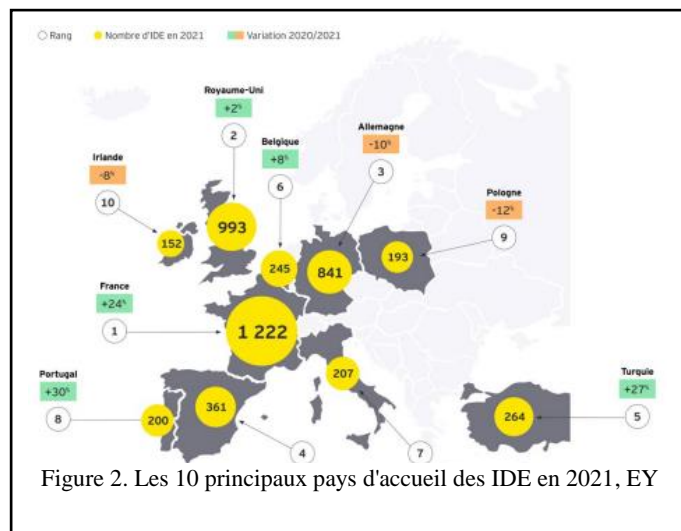 Rang Nombre d'IDE en 2021 Variation 2020/2021
Royaume-Uni
+2%
2
993
Belgique
+8%
6
245
Allemagne
-10%
3
841
Irlande
-8%
10
152
Pologne
-12%
9
193
France
+24%
1
1 222
Portugal
+30%
8
200
361
4
207
7
Turquie
+27%
5
264
Figure 2. Les 10 principaux pays d'accueil des IDE en 2021, EY